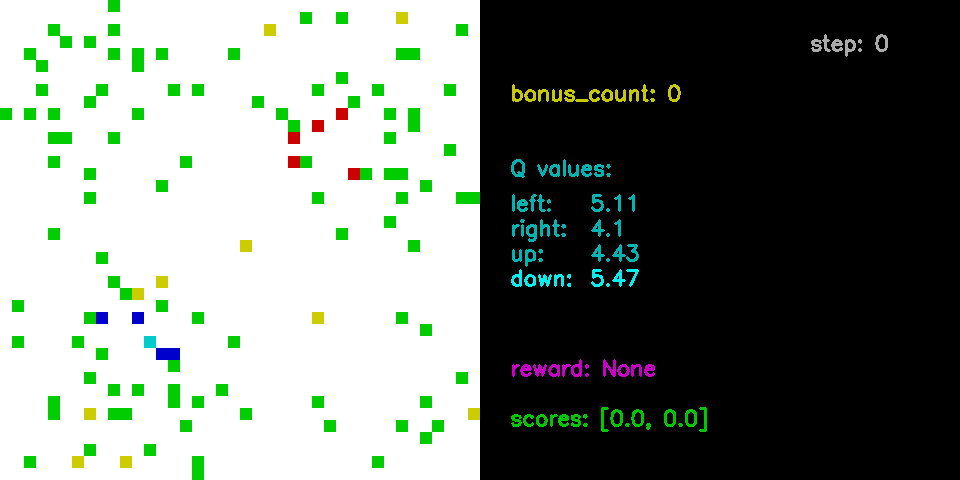 step: 0
bonus_count: 0
Q values:
left: 5.11
right: 4.1
up: 4.43
down: 5.47
reward: None
scores: [0.0, 0.0]